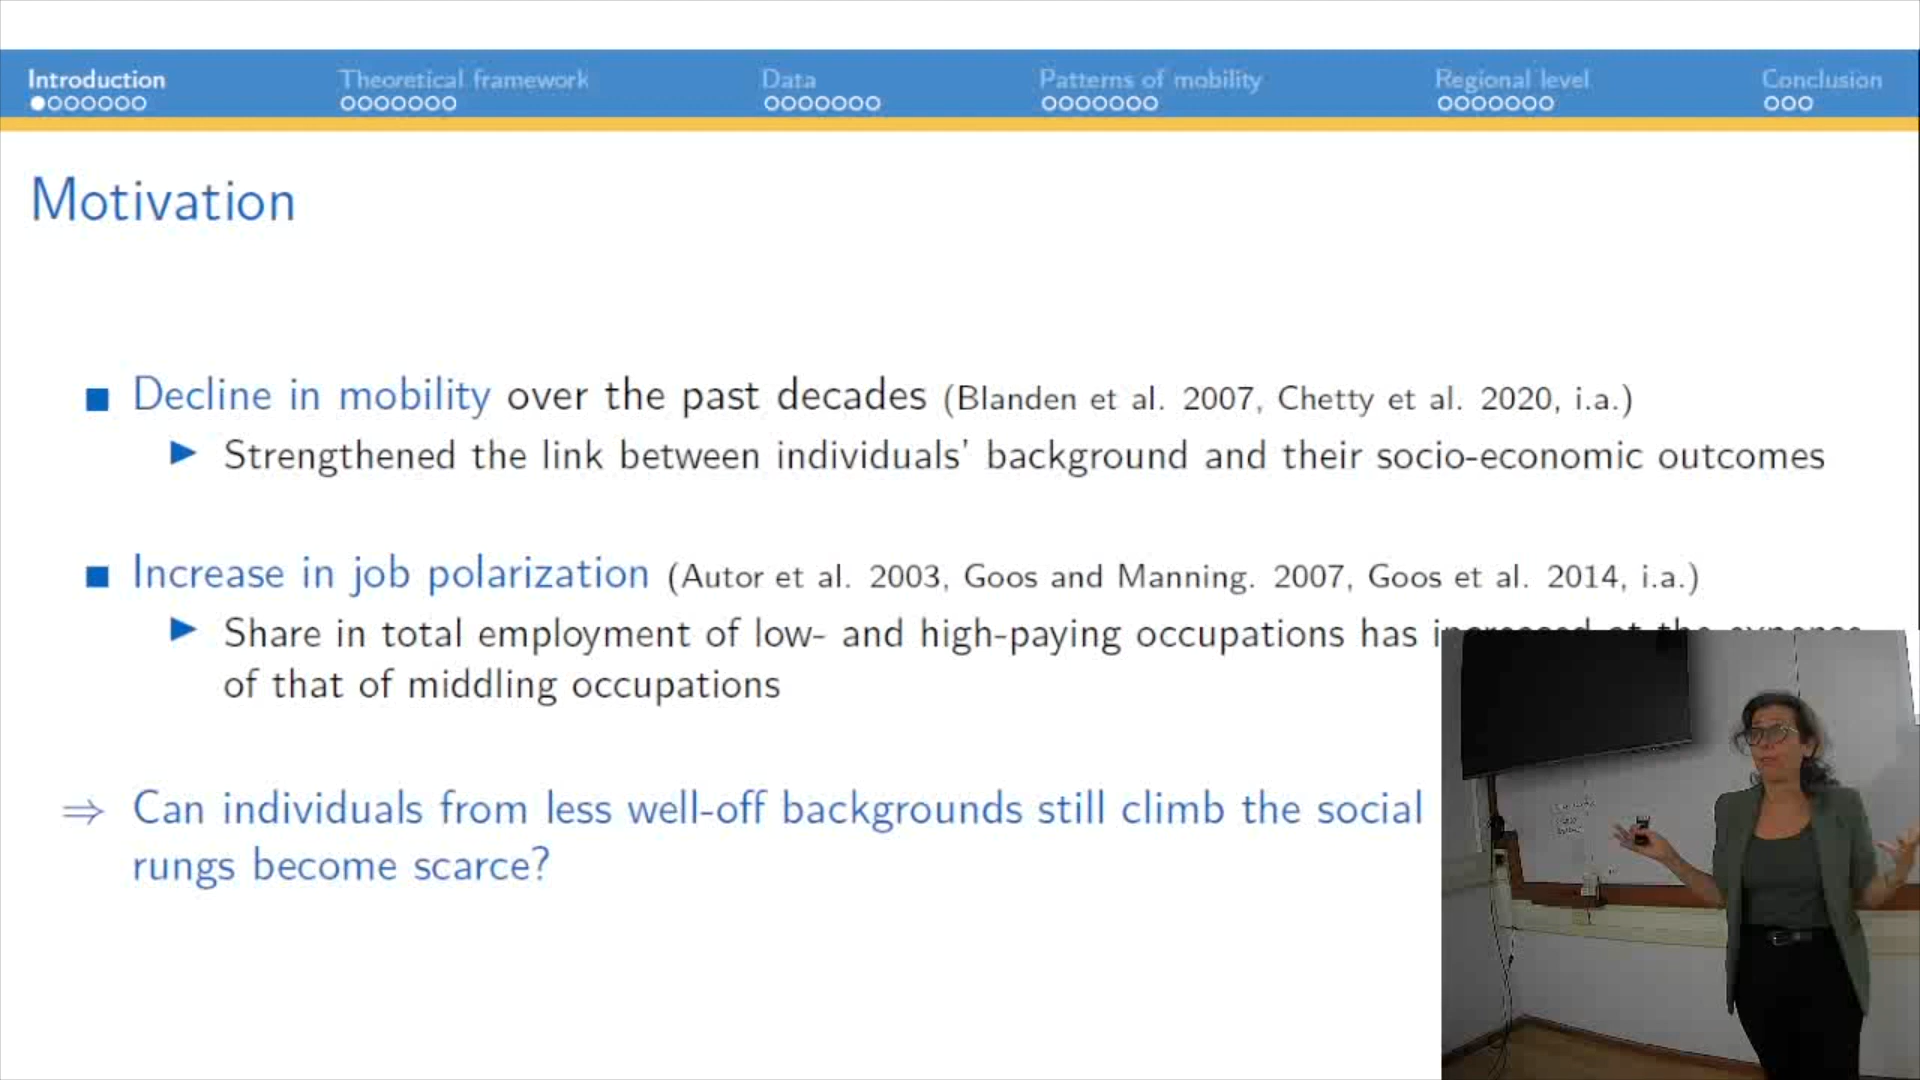 Introduction Theoretical framework Data Patterns of mobility Regional level Conclusion
Motivation
Decline in mobility over the past decades (Blanden et al. 2007, Chetty et al. 2020, i.a.)
Strengthened the link between individuals' background and their socio-economic outcomes
Increase in job polarization (Autor et al. 2003, Goos and Manning. 2007, Goos et al. 2014, i.a.)
Share in total employment of low- and high-paying occupations has increased at the expense
of that of middling occupations
⇒ Can individuals from less well-off backgrounds still climb the social
rungs become scarce?